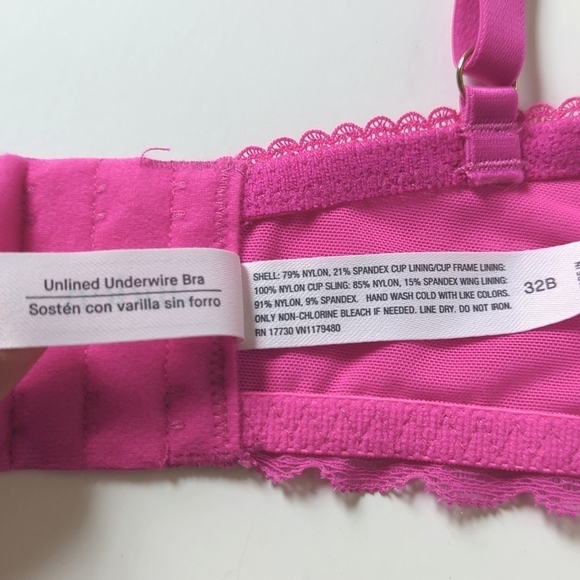 Unlined Underwire Bra
Sostén con varilla sin forro
SHELL: 79% NYLON, 21% SPANDEX CUP LINING/CUP FRAME LINING:
100% NYLON CUP SLING: 85% NYLON, 15% SPANDEX WING LINING:
91% NYLON, 9% SPANDEX. HAND WASH COLD WITH LIKE COLORS.
ONLY NON-CHLORINE BLEACH IF NEEDED. LINE DRY. DO NOT IRON.
RN 17730 VN1179480
32B